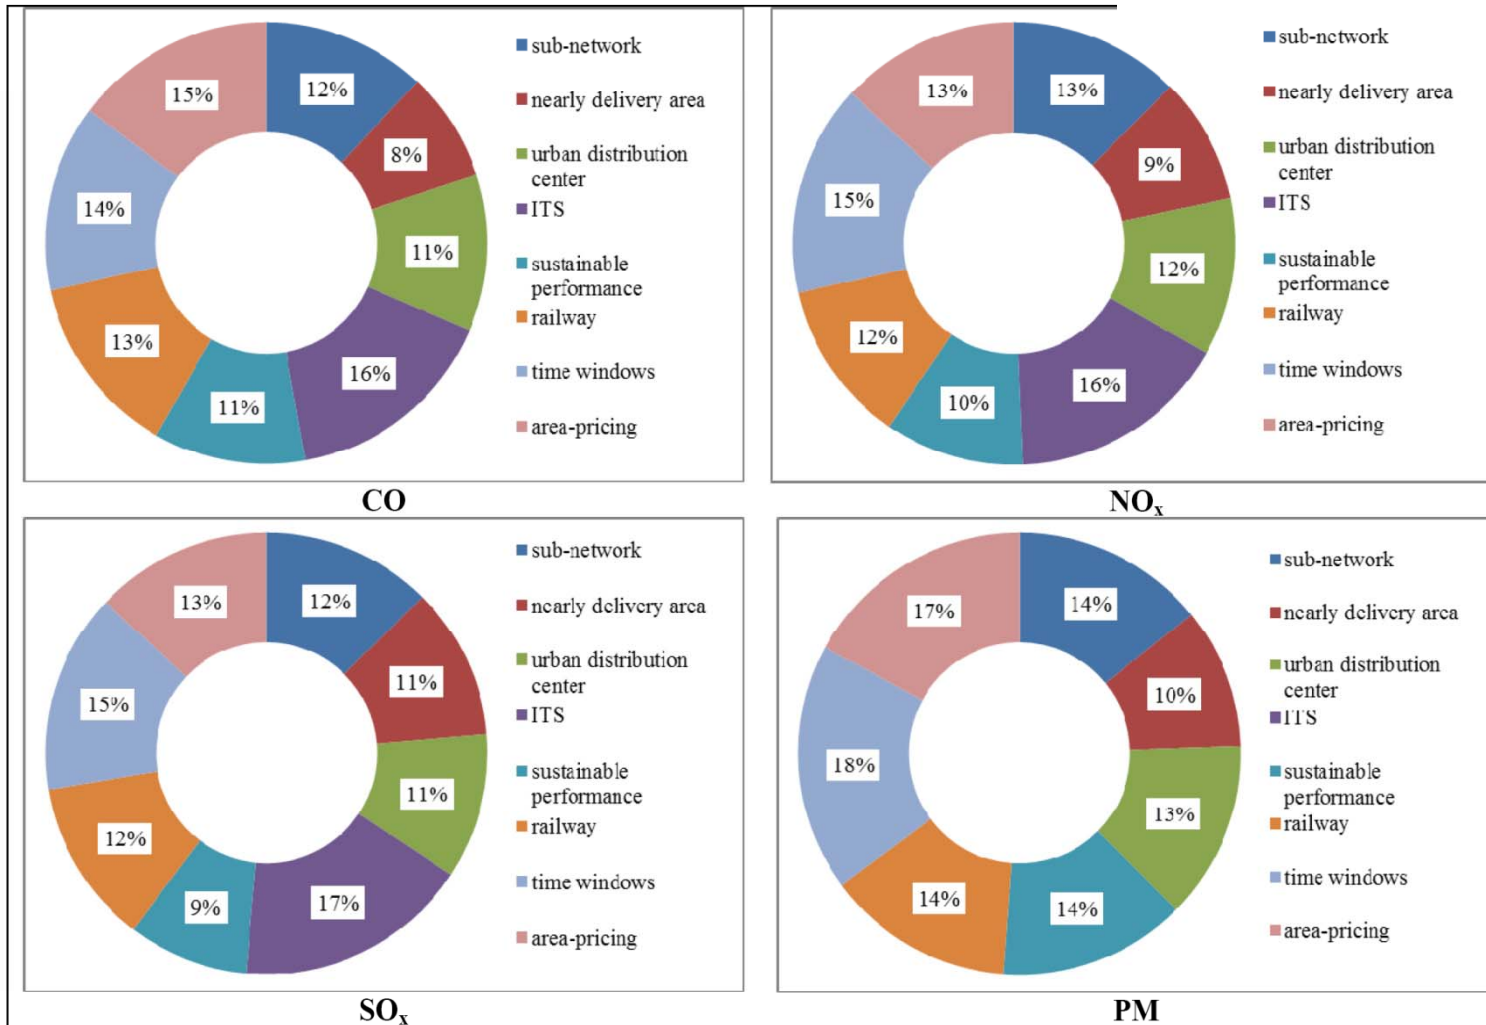 12%
8%
11%
16%
11%
13%
14%
15%
sub-network
nearly delivery area
urban distribution
center
ITS
sustainable
performance
railway
time windows
area-pricing
CO
13%
9%
12%
16%
10%
12%
15%
13%
sub-network
nearly delivery area
urban distribution
center
ITS
sustainable
performance
railway
time windows
area-pricing
NOx
12%
11%
11%
17%
9%
12%
15%
13%
sub-network
nearly delivery area
urban distribution
center
ITS
sustainable
performance
railway
time windows
area-pricing
SOx
14%
10%
13%
14%
14%
18%
17%
sub-network
nearly delivery area
urban distribution
center
ITS
sustainable
performance
railway
time windows
area-pricing
PM